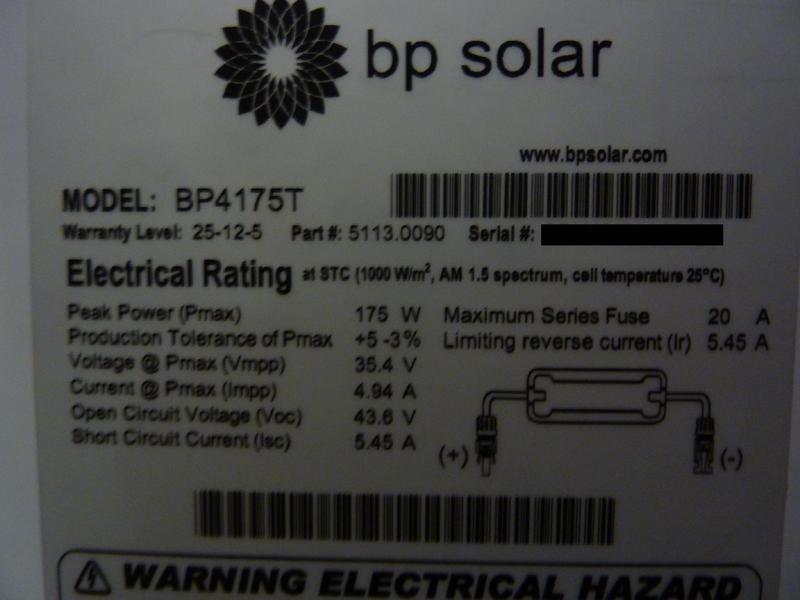 bp solar
www.bpsolar.com
MODEL: BP4175T
Warranty Level: 25-12-5 Part #: 5113.0090 Serial #:
Electrical Rating at STC (1000 W/m², AM 1.5 spectrum, cell temperature 25°C)
Peak Power (Pmax) 175 W Maximum Series Fuse 20 A
Production Tolerance of Pmax +5 -3% Limiting reverse current (Ir) 5.45 A
Voltage @ Pmax (Vmpp) 35.4 V
Current @ Pmax (Impp) 4.94 A
Open Circuit Voltage (Voc) 43.6 V
Short Circuit Current (Isc) 5.45 A
(+) (-)
WARNING ELECTRICAL HAZARD